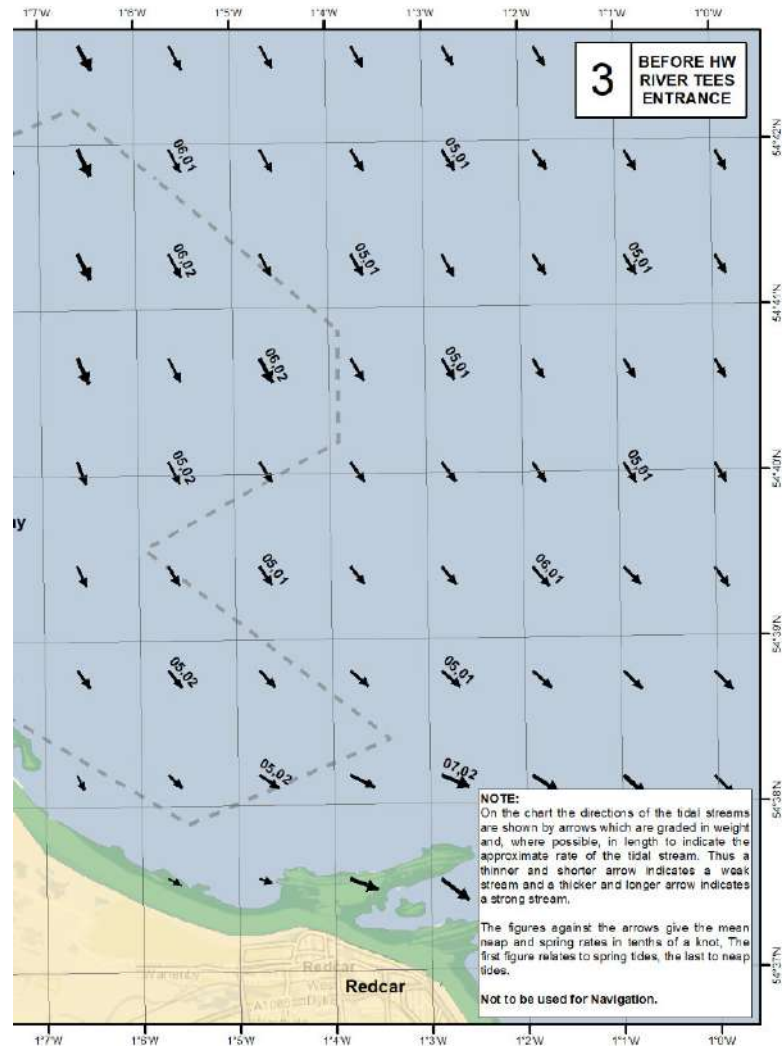 1°7'W 1°6'W 1°5'W 1°4'W 1°3'W 1°2'W 1°1'W 1°0'W
3
BEFORE HW
RIVER TEES
ENTRANCE
54°42'N
06,01 05,01
06,02 05,01 05,01
54°41'N
06,02 05,01
05,02 05,01
54°40'N
05,01 06,01
54°39'N
05,02 05,01
05,02 07,02
54°38'N
NOTE:
On the chart the directions of the tidal streams
are shown by arrows which are graded in weight
and, where possible, in length to indicate the
approximate rate of the tidal stream. Thus a
thinner and shorter arrow indicates a weak
stream and a thicker and longer arrow indicates
a strong stream.
The figures against the arrows give the mean
neap and spring rates in tenths of a knot, The
first figure relates to spring tides, the last to neap
tides.
Not to be used for Navigation.
54°37'N
Warrenby
Redcar
Redcar
1°7'W 1°6'W 1°5'W 1°4'W 1°3'W 1°2'W 1°1'W 1°0'W